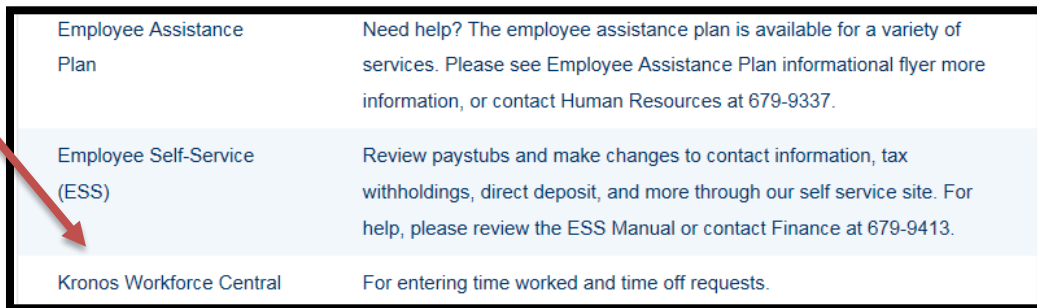 Employee Assistance
Plan
Need help? The employee assistance plan is available for a variety of
services. Please see Employee Assistance Plan informational flyer more
information, or contact Human Resources at 679-9337.
Employee Self-Service
(ESS)
Review paystubs and make changes to contact information, tax
withholdings, direct deposit, and more through our self service site. For
help, please review the ESS Manual or contact Finance at 679-9413.
Kronos Workforce Central
For entering time worked and time off requests.